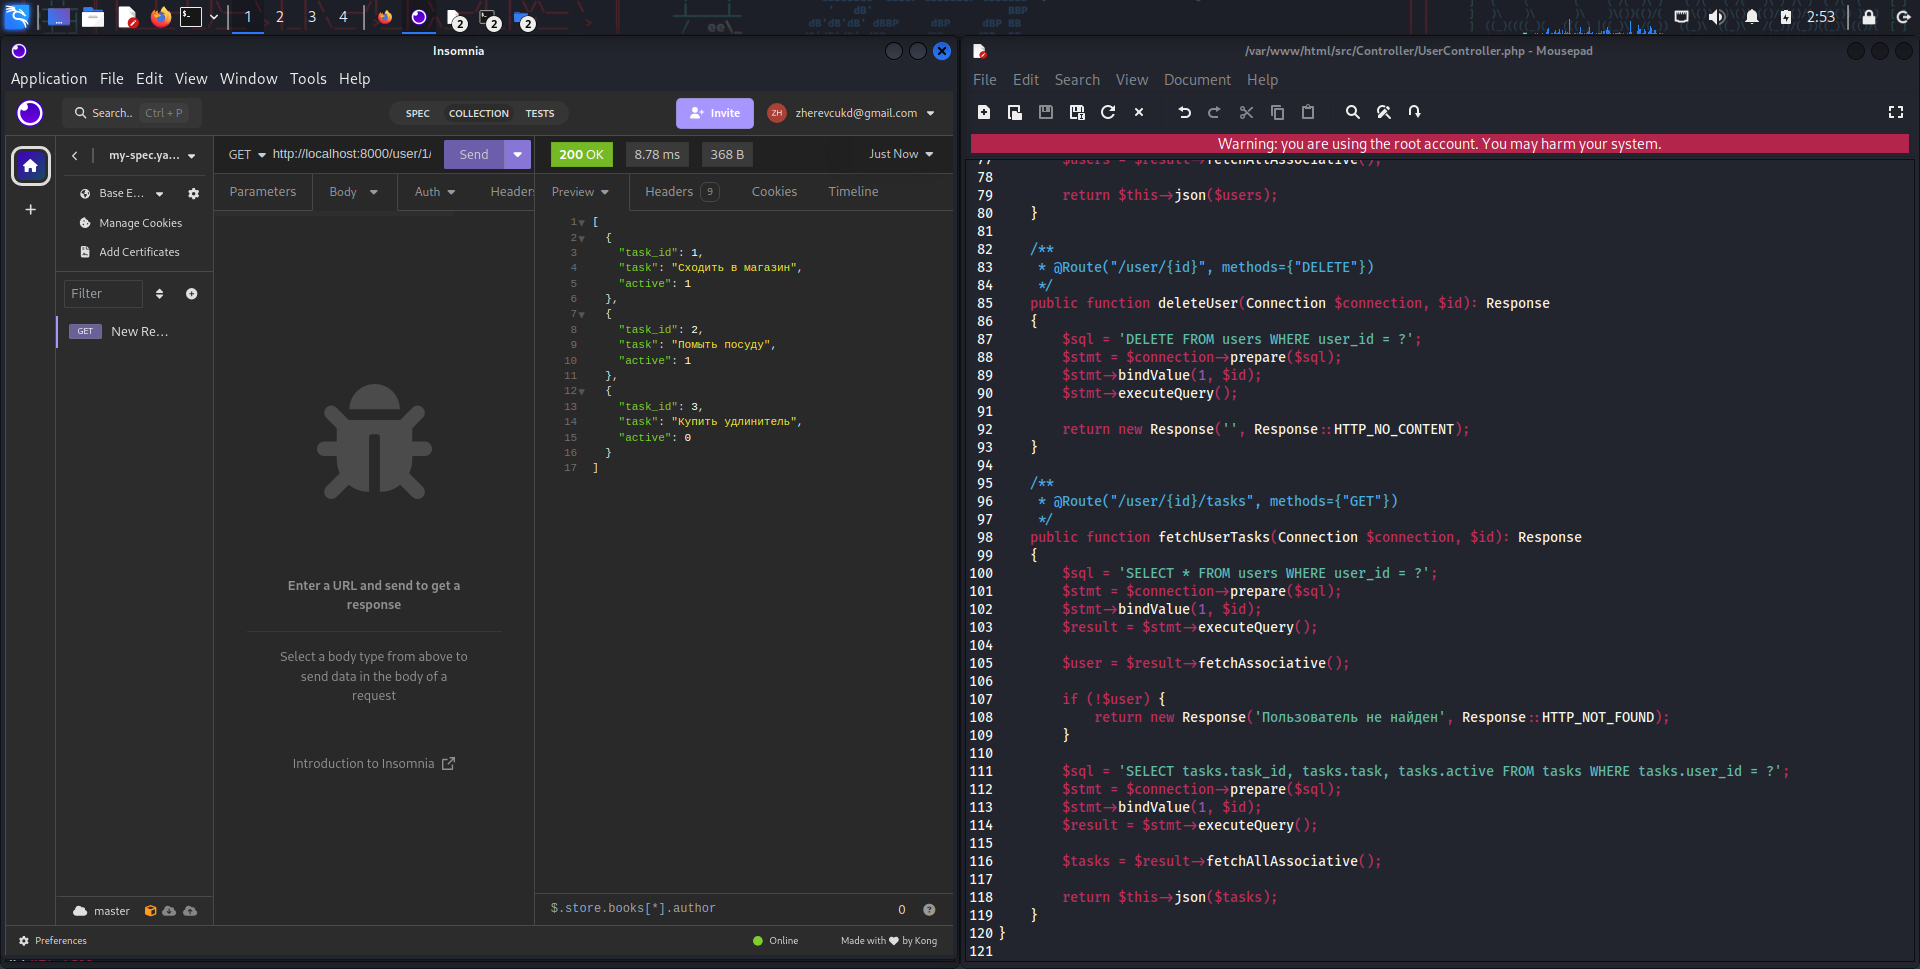 1 2 3 4 2 2 2 2:53
Insomnia
Application File Edit View Window Tools Help
Search.. Ctrl + P SPEC COLLECTION TESTS Invite ZH zherevcukd@gmail.com
my-spec.ya... GET http://localhost:8000/user/1/ Send 200 OK 8.78 ms 368 B Just Now
Base E... Parameters Body Auth Headers Preview Headers 9 Cookies Timeline
Manage Cookies
Add Certificates
Filter
GET New Re...
Enter a URL and send to get a
response
Select a body type from above to
send data in the body of a
request
Introduction to Insomnia
1 [
2 {
3 "task_id": 1,
4 "task": "Сходить в магазин",
5 "active": 1
6 },
7 {
8 "task_id": 2,
9 "task": "Помыть посуду",
10 "active": 1
11 },
12 {
13 "task_id": 3,
14 "task": "Купить удлинитель",
15 "active": 0
16 }
17 ]
master $.store.books[*].author 0
Preferences Online Made with ❤ by Kong
/var/www/html/src/Controller/UserController.php - Mousepad
File Edit Search View Document Help
Warning: you are using the root account. You may harm your system.
77 $users = $result->fetchAllAssociative();
78
79 return $this->json($users);
80 }
81
82 /**
83 * @Route("/user/{id}", methods={"DELETE"})
84 */
85 public function deleteUser(Connection $connection, $id): Response
86 {
87 $sql = 'DELETE FROM users WHERE user_id = ?';
88 $stmt = $connection->prepare($sql);
89 $stmt->bindValue(1, $id);
90 $stmt->executeQuery();
91
92 return new Response('', Response::HTTP_NO_CONTENT);
93 }
94
95 /**
96 * @Route("/user/{id}/tasks", methods={"GET"})
97 */
98 public function fetchUserTasks(Connection $connection, $id): Response
99 {
100 $sql = 'SELECT * FROM users WHERE user_id = ?';
101 $stmt = $connection->prepare($sql);
102 $stmt->bindValue(1, $id);
103 $result = $stmt->executeQuery();
104
105 $user = $result->fetchAssociative();
106
107 if (!$user) {
108 return new Response('Пользователь не найден', Response::HTTP_NOT_FOUND);
109 }
110
111 $sql = 'SELECT tasks.task_id, tasks.task, tasks.active FROM tasks WHERE tasks.user_id = ?';
112 $stmt = $connection->prepare($sql);
113 $stmt->bindValue(1, $id);
114 $result = $stmt->executeQuery();
115
116 $tasks = $result->fetchAllAssociative();
117
118 return $this->json($tasks);
119 }
120 }
121